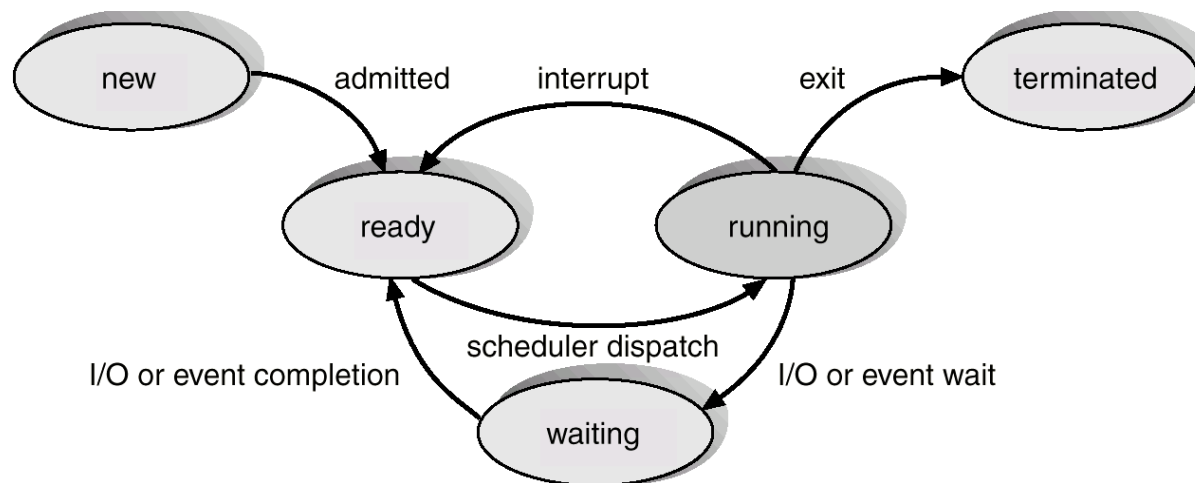 new
admitted
interrupt
exit
terminated
ready
running
scheduler dispatch
I/O or event completion
I/O or event wait
waiting